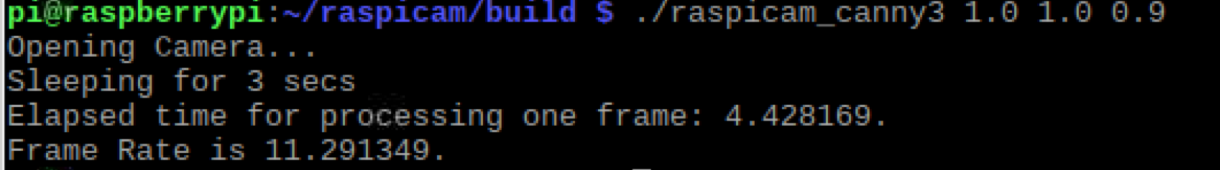 pi@raspberrypi:~/raspicam/build $ ./raspicam_canny3 1.0 1.0 0.9
Opening Camera...
Sleeping for 3 secs
Elapsed time for processing one frame: 4.428169.
Frame Rate is 11.291349.